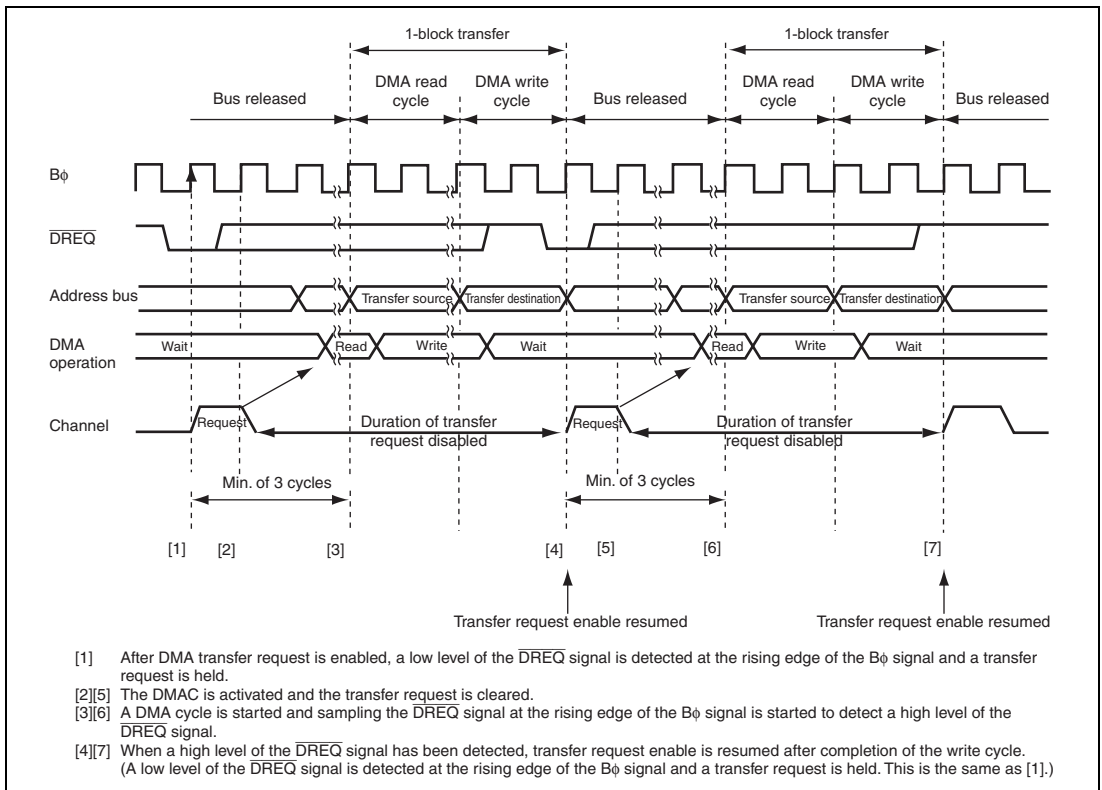 1-block transfer 1-block transfer
DMA read cycle DMA write cycle DMA read cycle DMA write cycle
Bus released Bus released Bus released
Bφ
DREQ
Address bus Transfer source Transfer destination Transfer source Transfer destination
DMA operation Wait Read Write Wait Read Write Wait
Channel Request Duration of transfer request disabled Request Duration of transfer request disabled
Min. of 3 cycles Min. of 3 cycles
[1] [2] [3] [4] [5] [6] [7]
Transfer request enable resumed Transfer request enable resumed
[1] After DMA transfer request is enabled, a low level of the DREQ signal is detected at the rising edge of the Bφ signal and a transfer
request is held.
[2][5] The DMAC is activated and the transfer request is cleared.
[3][6] A DMA cycle is started and sampling the DREQ signal at the rising edge of the Bφ signal is started to detect a high level of the
DREQ signal.
[4][7] When a high level of the DREQ signal has been detected, transfer request enable is resumed after completion of the write cycle.
(A low level of the DREQ signal is detected at the rising edge of the Bφ signal and a transfer request is held. This is the same as [1].)